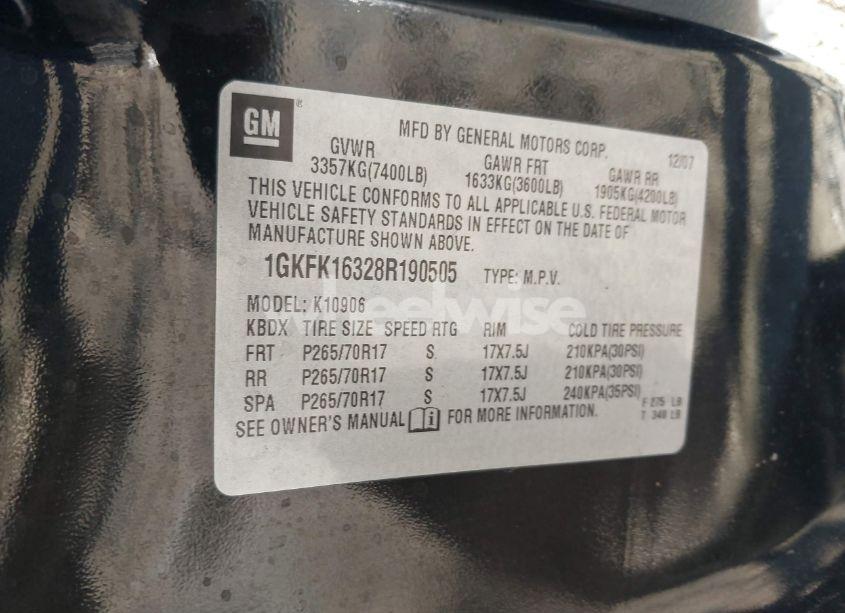 GM ®
MFD BY GENERAL MOTORS CORP. 12/07
GVWR GAWR FRT GAWR RR
3357KG(7400LB) 1633KG(3600LB) 1905KG(4200LB)
THIS VEHICLE CONFORMS TO ALL APPLICABLE U.S. FEDERAL MOTOR
VEHICLE SAFETY STANDARDS IN EFFECT ON THE DATE OF
MANUFACTURE SHOWN ABOVE.
1GKFK16328R190505 TYPE: M.P.V.
MODEL: K10906
KBDX TIRE SIZE SPEED RTG RIM COLD TIRE PRESSURE
FRT P265/70R17 S 17X7.5J 210KPA(30PSI)
RR P265/70R17 S 17X7.5J 210KPA(30PSI)
SPA P265/70R17 S 17X7.5J 240KPA(35PSI)
F 275 LB
T 340 LB
SEE OWNER'S MANUAL FOR MORE INFORMATION.